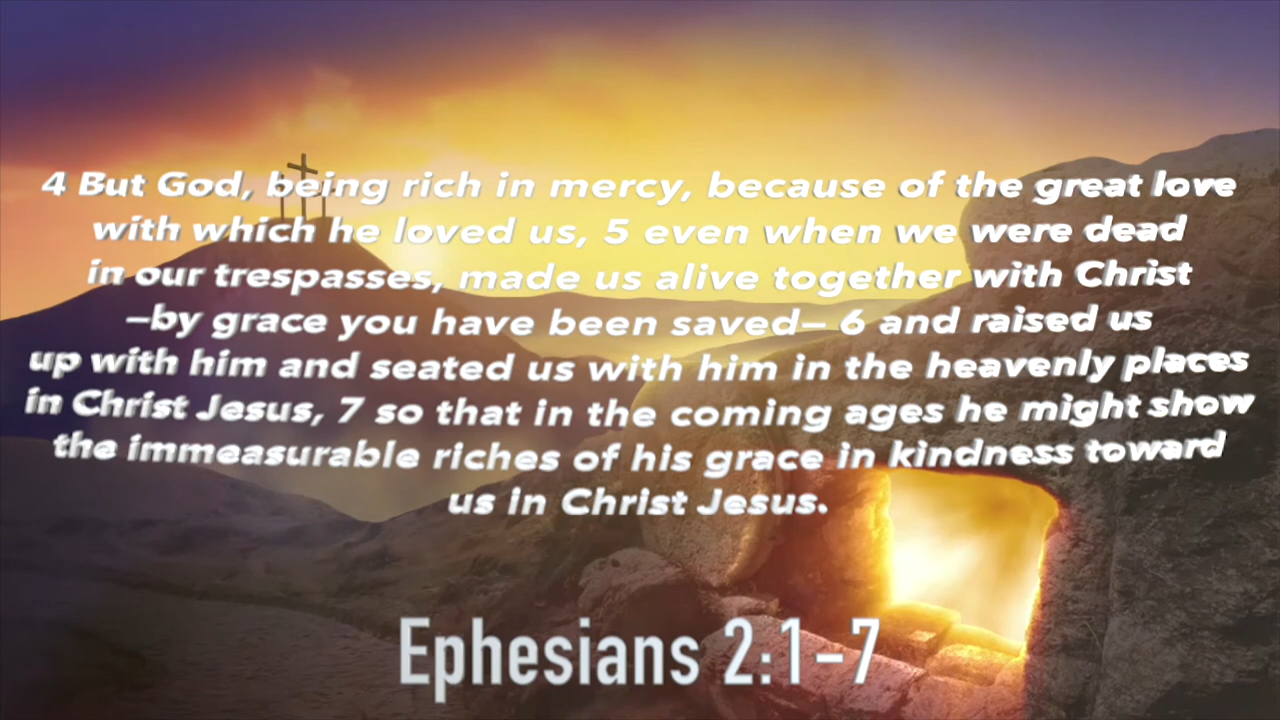 4 But God, being rich in mercy, because of the great love
with which he loved us, 5 even when we were dead
in our trespasses, made us alive together with Christ
—by grace you have been saved— 6 and raised us
up with him and seated us with him in the heavenly places
in Christ Jesus, 7 so that in the coming ages he might show
the immeasurable riches of his grace in kindness toward
us in Christ Jesus.
Ephesians 2:1-7